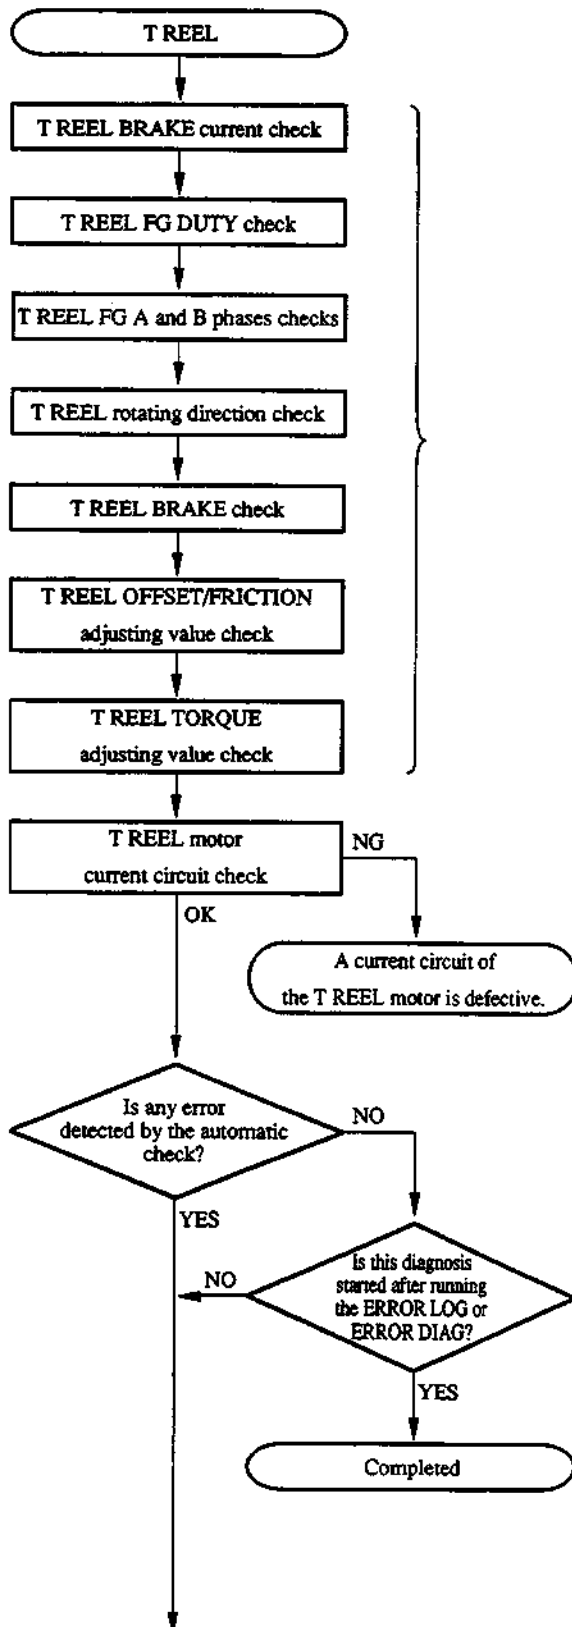 T REEL
T REEL BRAKE current check
T REEL FG DUTY check
T REEL FG A and B phases checks
T REEL rotating direction check
T REEL BRAKE check
T REEL OFFSET/FRICTION
adjusting value check
T REEL TORQUE
adjusting value check
T REEL motor
current circuit check
NG
OK
A current circuit of
the T REEL motor is defective.
Is any error
detected by the automatic
check?
NO
YES
Is this diagnosis
started after running
the ERROR LOG or
ERROR DIAG?
NO
YES
Completed